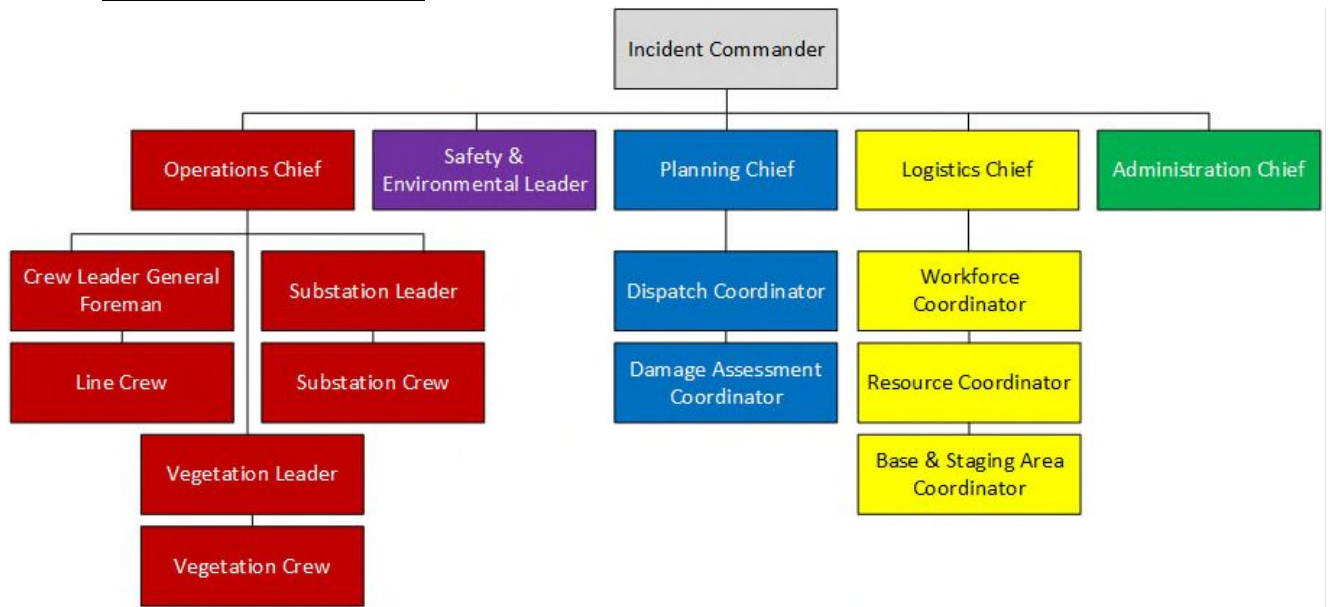 Incident Commander
Operations Chief
Safety &
Environmental Leader
Planning Chief
Logistics Chief
Administration Chief
Crew Leader General
Foreman
Substation Leader
Dispatch Coordinator
Workforce
Coordinator
Line Crew
Substation Crew
Damage Assessment
Coordinator
Resource Coordinator
Vegetation Leader
Base & Staging Area
Coordinator
Vegetation Crew